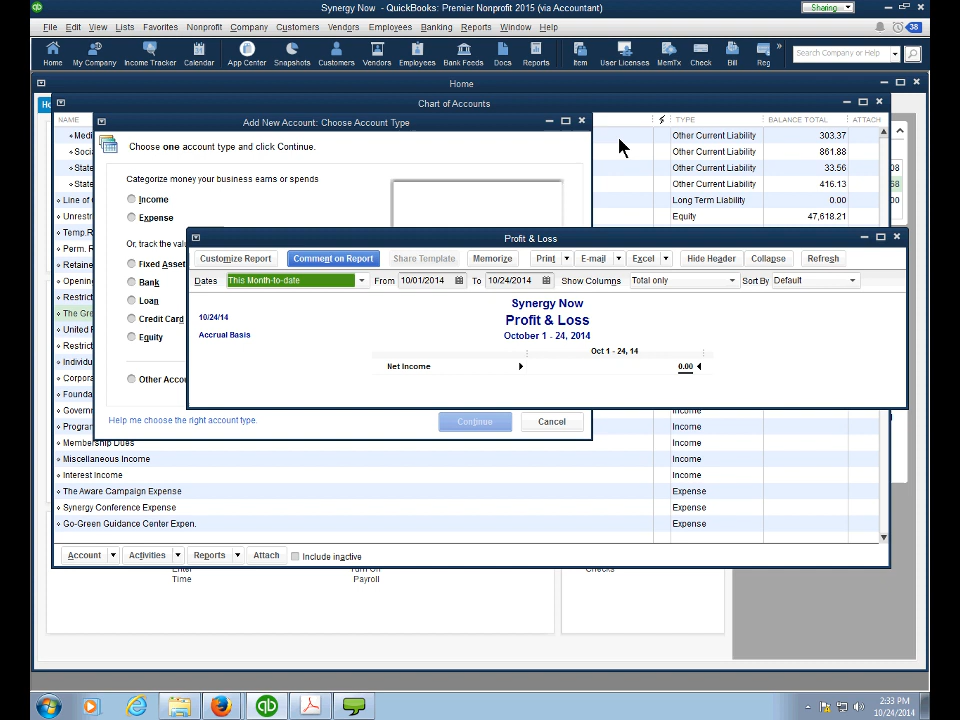 Synergy Now - QuickBooks: Premier Nonprofit 2015 (via Accountant)
Sharing
File Edit View Lists Favorites Nonprofit Company Customers Vendors Employees Banking Reports Window Help
38
Home My Company Income Tracker Calendar App Center Snapshots Customers Vendors Employees Bank Feeds Docs Reports Item User Licenses MemTx Check Bill Reg
Search Company or Help
Home
Chart of Accounts
NAME TYPE BALANCE TOTAL ATTACH
Add New Account: Choose Account Type
Choose one account type and click Continue.
Categorize money your business earns or spends
Income
Expense
Or, track the
Fixed Asset
Bank
Loan
Credit Card
Equity
Other
Help me choose the right account type.
Continue Cancel
Other Current Liability 303.37
Other Current Liability 861.88
Other Current Liability 33.56
Other Current Liability 416.13
Long Term Liability 0.00
Equity 47,618.21
Profit & Loss
Customize Report Comment on Report Share Template Memorize Print E-mail Excel Hide Header Collapse Refresh
Dates This Month-to-date From 10/01/2014 To 10/24/2014 Show Columns Total only Sort By Default
Synergy Now
10/24/14 Profit & Loss
Accrual Basis October 1 - 24, 2014
Oct 1 - 24, 14
Net Income 0.00
Income
Income
Membership Dues Income
Miscellaneous Income Income
Interest Income Income
The Aware Campaign Expense Expense
Synergy Conference Expense Expense
Go-Green Guidance Center Expen. Expense
Account Activities Reports Attach Include inactive
Enter Turn On Checks
Time Payroll
2:33 PM
10/24/2014